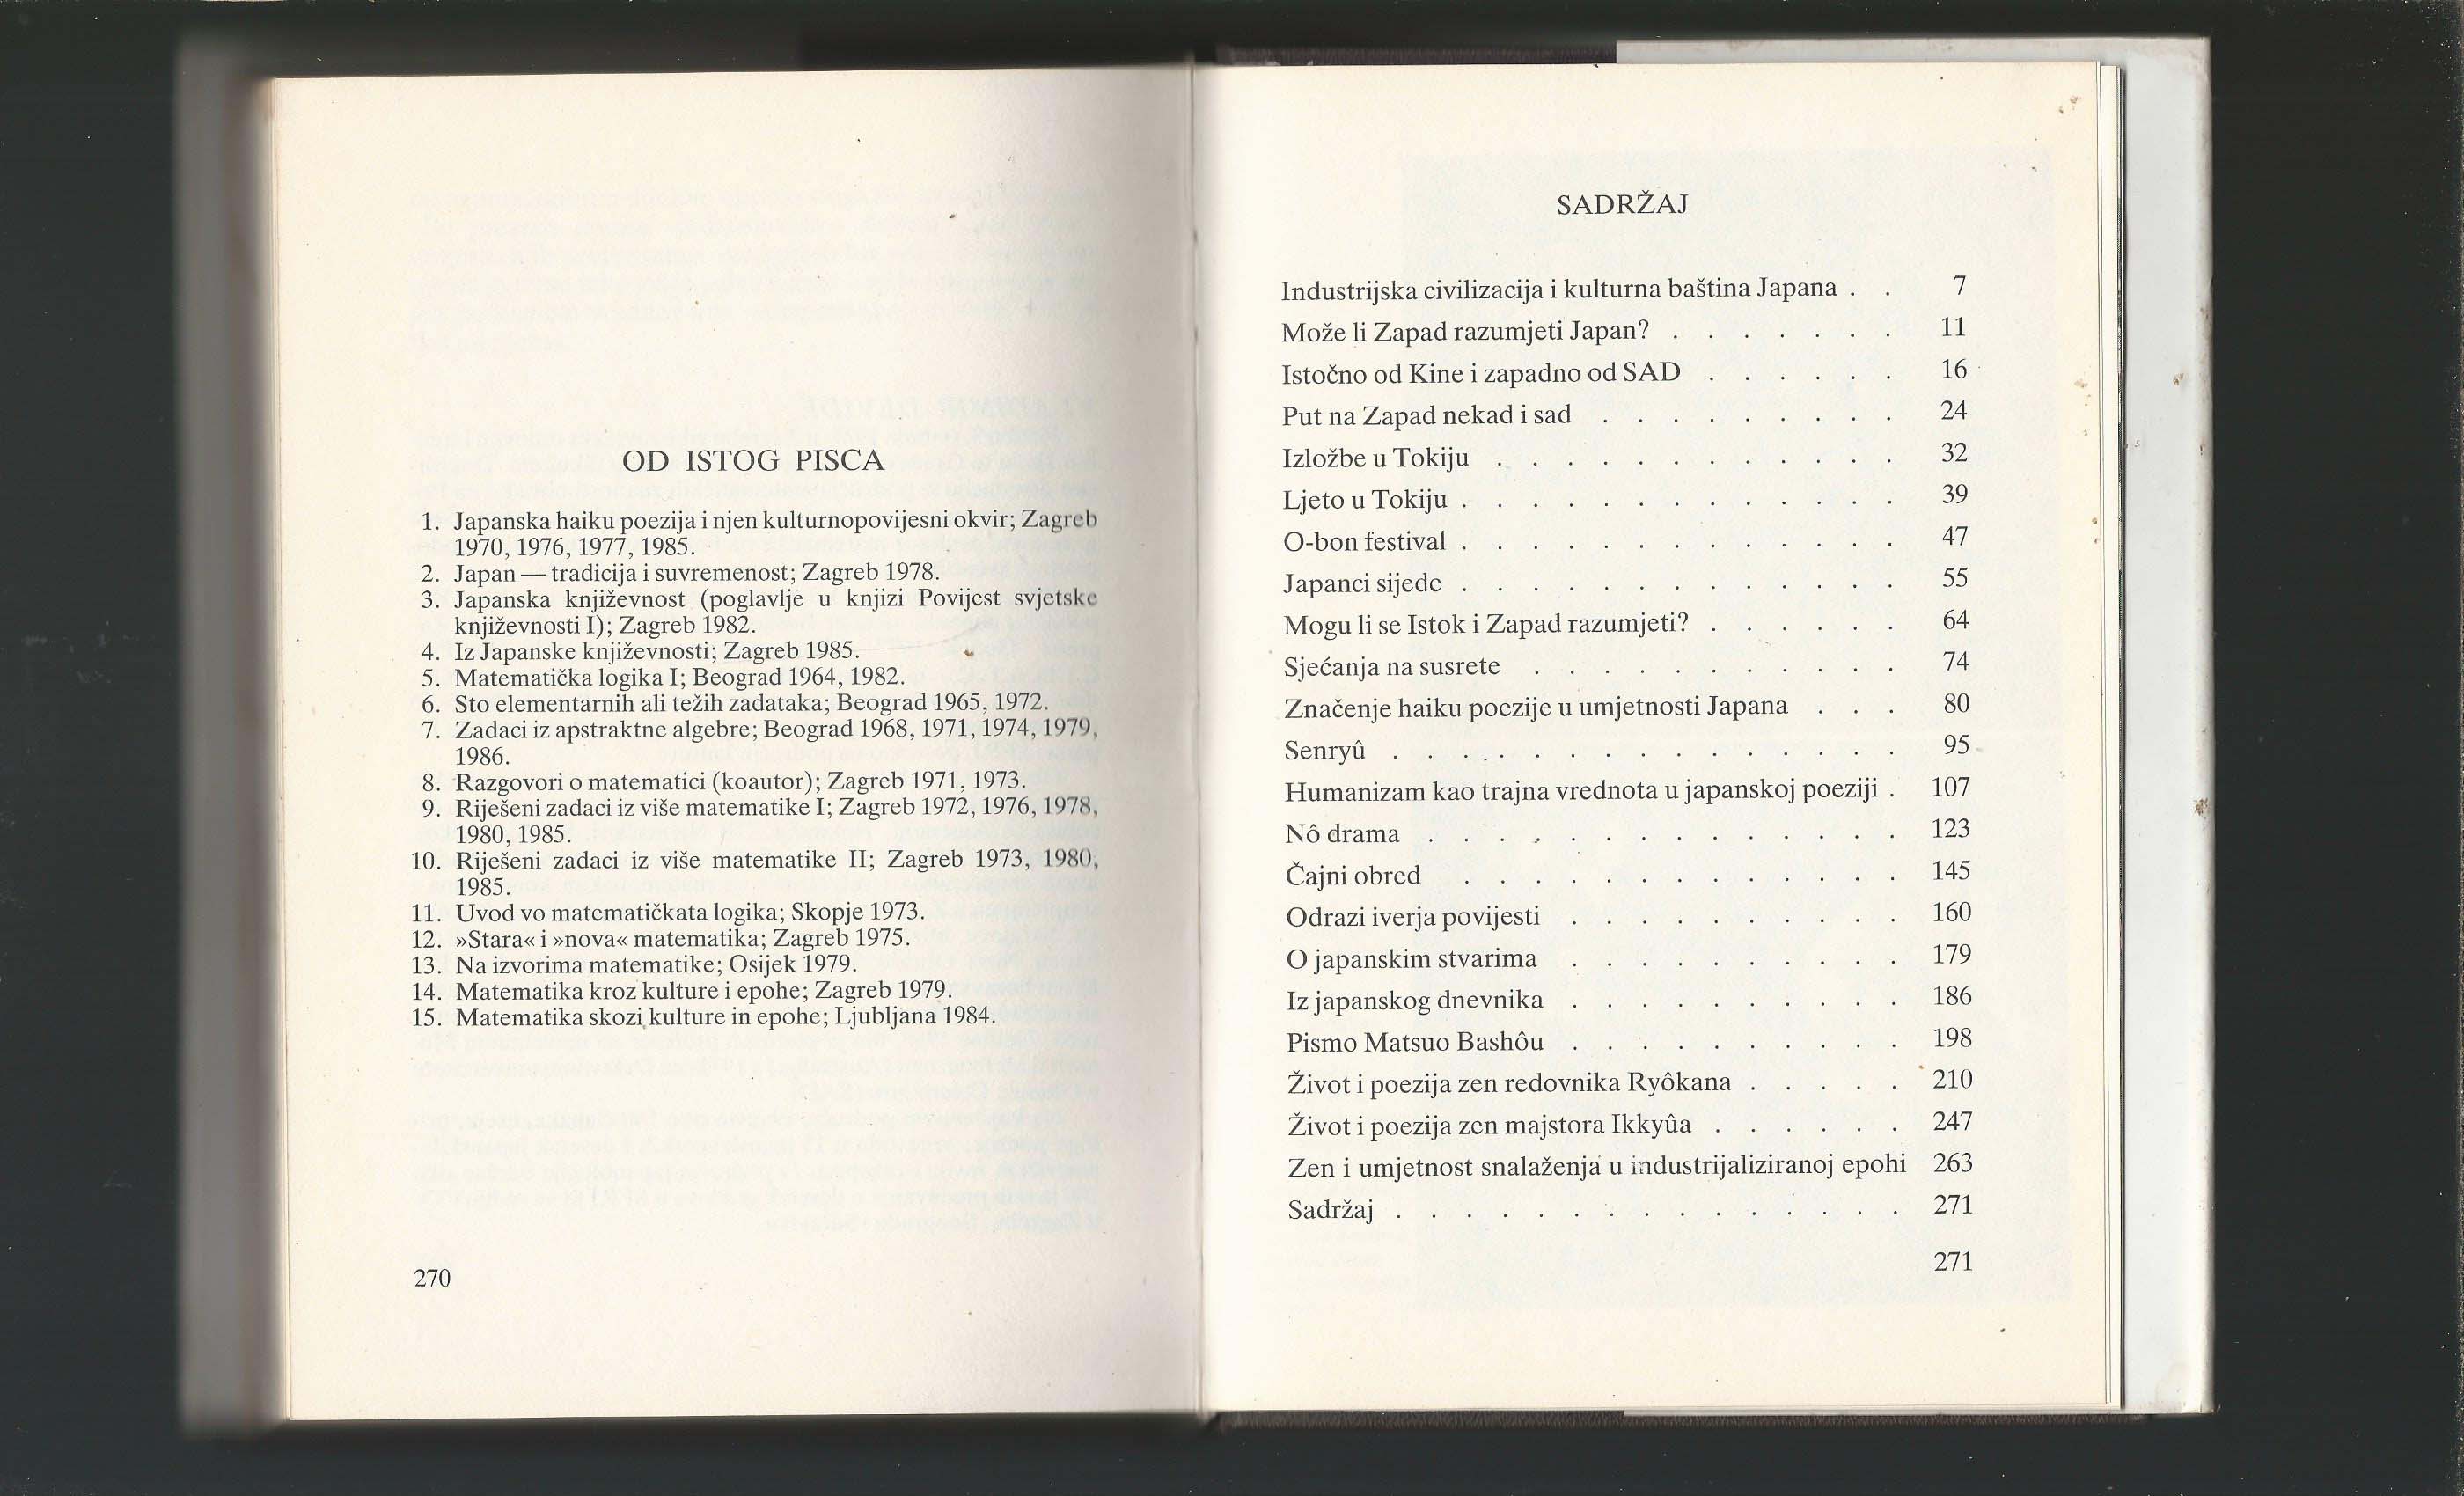 OD ISTOG PISCA
1. Japanska haiku poezija i njen kulturnopovijesni okvir; Zagreb
1970, 1976, 1977, 1985.
2. Japan — tradicija i suvremenost; Zagreb 1978.
3. Japanska književnost (poglavlje u knjizi Povijest svjetske
književnosti I); Zagreb 1982.
4. Iz Japanske književnosti; Zagreb 1985.
5. Matematička logika I; Beograd 1964, 1982.
6. Sto elementarnih ali težih zadataka; Beograd 1965, 1972.
7. Zadaci iz apstraktne algebre; Beograd 1968, 1971, 1974, 1979,
1986.
8. Razgovori o matematici (koautor); Zagreb 1971, 1973.
9. Riješeni zadaci iz više matematike I; Zagreb 1972, 1976, 1978,
1980, 1985.
10. Riješeni zadaci iz više matematike II; Zagreb 1973, 1980,
1985.
11. Uvod vo matematičkata logika; Skopje 1973.
12. »Stara« i »nova« matematika; Zagreb 1975.
13. Na izvorima matematike; Osijek 1979.
14. Matematika kroz kulture i epohe; Zagreb 1979.
15. Matematika skozi kulture in epohe; Ljubljana 1984.
270
SADRŽAJ
Industrijska civilizacija i kulturna baština Japana . . 7
Može li Zapad razumjeti Japan? . . . . . . . 11
Istočno od Kine i zapadno od SAD . . . . . . 16
Put na Zapad nekad i sad . . . . . . . . . 24
Izložbe u Tokiju . . . . . . . . . . . . 32
Ljeto u Tokiju . . . . . . . . . . . . . 39
O-bon festival . . . . . . . . . . . . . 47
Japanci sijede . . . . . . . . . . . . . 55
Mogu li se Istok i Zapad razumjeti? . . . . . . 64
Sjećanja na susrete . . . . . . . . . . . 74
Značenje haiku poezije u umjetnosti Japana . . . 80
Senryû . . . . . . . . . . . . . . . 95
Humanizam kao trajna vrednota u japanskoj poeziji . 107
Nô drama . . . . . . . . . . . . . . 123
Čajni obred . . . . . . . . . . . . . 145
Odrazi iverja povijesti . . . . . . . . . . 160
O japanskim stvarima . . . . . . . . . . 179
Iz japanskog dnevnika . . . . . . . . . . 186
Pismo Matsuo Bashôu . . . . . . . . . . 198
Život i poezija zen redovnika Ryôkana . . . . . 210
Život i poezija zen majstora Ikkyûa . . . . . . 247
Zen i umjetnost snalaženja u industrijaliziranoj epohi 263
Sadržaj . . . . . . . . . . . . . . . 271
271